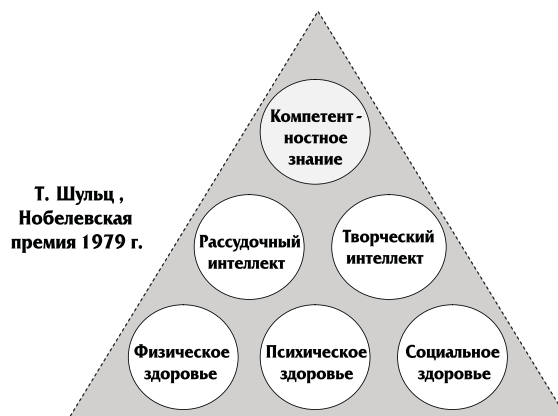 Компетент -
ностное
знание
Т. Шульц ,
Нобелевская
премия 1979 г.
Рассудочный
интеллект
Творческий
интеллект
Физическое
здоровье
Психическое
здоровье
Социальное
здоровье